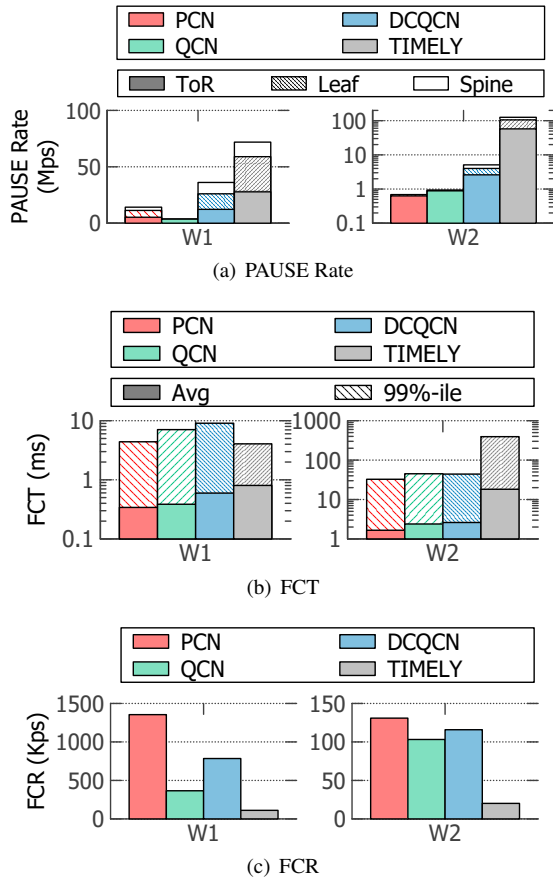 PCN DCQCN
QCN TIMELY
ToR Leaf Spine
PAUSE Rate
(Mps)
100
50
0
W1
100
10
1
0.1
W2
(a) PAUSE Rate
PCN DCQCN
QCN TIMELY
Avg 99%-ile
FCT (ms)
10
1
0.1
W1
1000
100
10
1
W2
(b) FCT
PCN DCQCN
QCN TIMELY
FCR (Kps)
1500
1000
500
0
W1
150
100
50
0
W2
(c) FCR